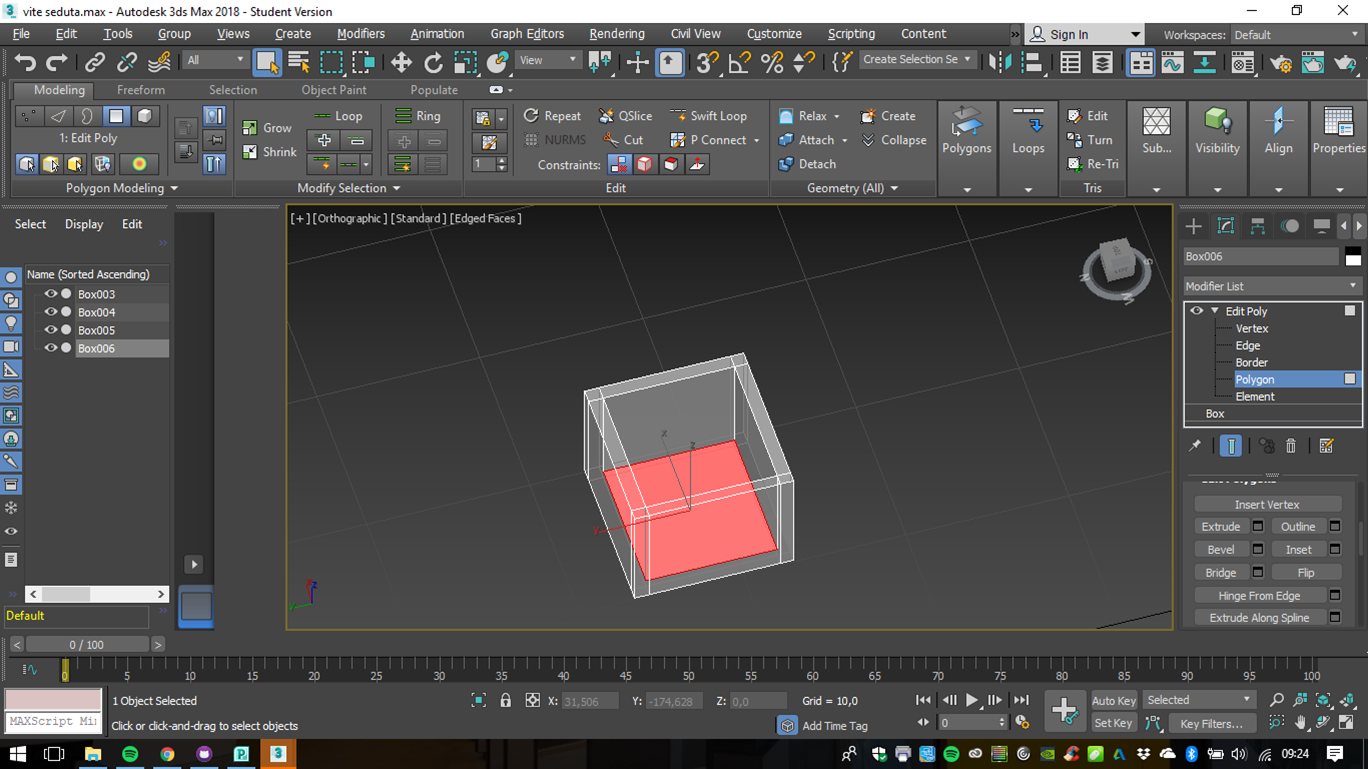 vite seduta.max - Autodesk 3ds Max 2018 - Student Version
File Edit Tools Group Views Create Modifiers Animation Graph Editors Rendering Civil View Customize Scripting Content Sign In Workspaces: Default
All View Create Selection Se
Modeling Freeform Selection Object Paint Populate
Loop Ring Repeat QSlice Swift Loop Relax Create Edit
Grow
1: Edit Poly NURMS Cut P Connect Attach Collapse Turn
Polygons Loops Sub... Visibility Align Properties
Shrink 1 Constraints: Detach Re-Tri
Polygon Modeling Modify Selection Edit Geometry (All) Tris
Select Display Edit
[+] [Orthographic] [Standard] [Edged Faces]
Name (Sorted Ascending)
Box003
Box004
Box005
Box006
Default
X
Z
Y
N S
Box006
Modifier List
Edit Poly
Vertex
Edge
Border
Polygon
Element
Box
Insert Vertex
Extrude Outline
Bevel Inset
Bridge Flip
Hinge From Edge
Extrude Along Spline
< 0 / 100 >
0 5 10 15 20 25 30 35 40 45 50 55 60 65 70 75 80 85 90 95 100
1 Object Selected X: 31,506 Y: -174,628 Z: 0,0 Grid = 10,0 Auto Key Selected
MAXScript Mi
Click or click-and-drag to select objects Add Time Tag 0 Set Key Key Filters...
09:24